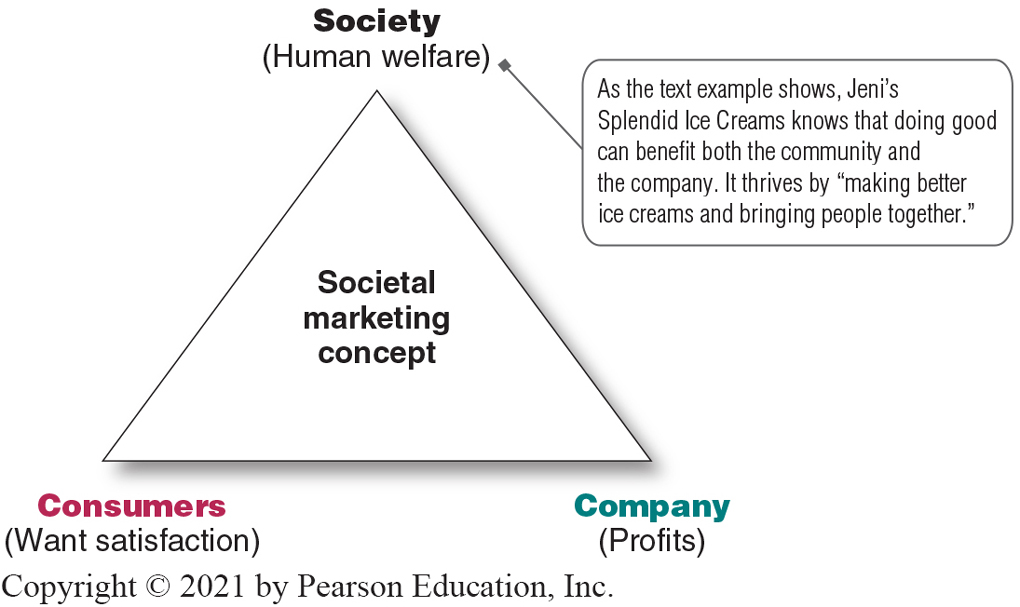 Society
(Human welfare)
As the text example shows, Jeni’s
Splendid Ice Creams knows that doing good
can benefit both the community and
the company. It thrives by “making better
ice creams and bringing people together.”
Societal
marketing
concept
Consumers
(Want satisfaction)
Company
(Profits)
Copyright © 2021 by Pearson Education, Inc.